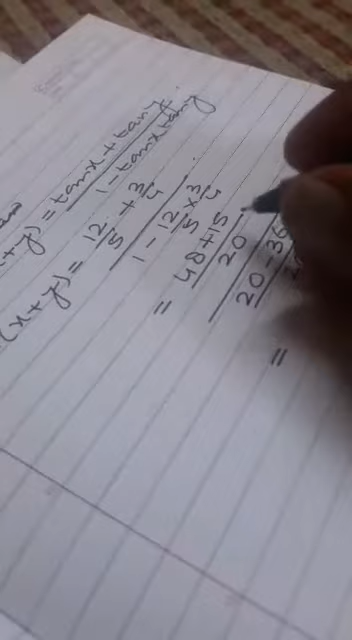 x+y) = tanx + tany
1 - tanx tany
(x+y) = 12/5 + 3/4
1 - 12/5 × 3/4
= 48+15
20
20-36
=